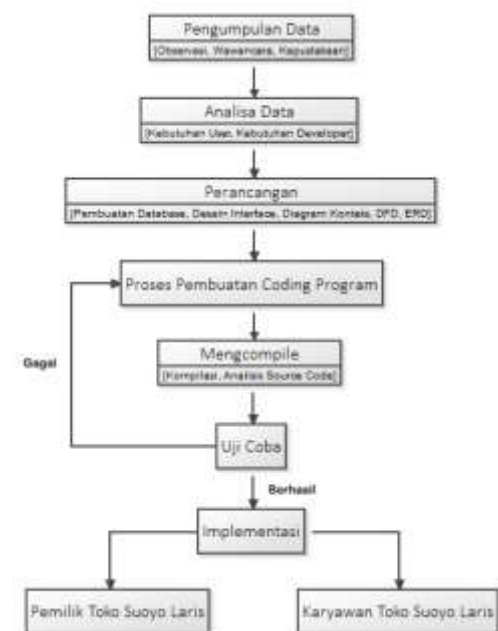 Pengumpulan Data
[Observasi, Wawancara, Kepustakaan]
Analisa Data
[Kebutuhan User, Kebutuhan Developer]
Perancangan
[Pembuatan Database, Desain Interface, Diagram Konteks, DFD, ERD]
Proses Pembuatan Coding Program
Gagal
Mengcompile
[Kompilasi, Analisis Source Code]
Uji Coba
Berhasil
Implementasi
Pemilik Toko Suoyo Laris
Karyawan Toko Suoyo Laris